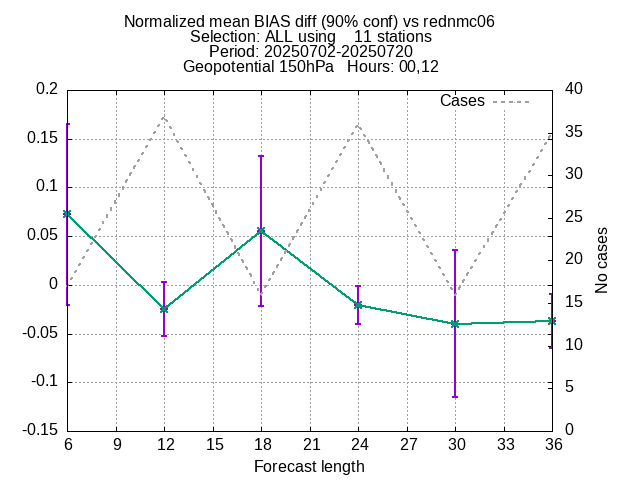 Normalized mean BIAS diff (90% conf) vs rednmc06
Selection: ALL using    11 stations
Period: 20250702-20250720
Geopotential 150hPa   Hours: 00,12
Cases
0.2
0.15
0.1
0.05
0
-0.05
-0.1
-0.15
40
35
30
25
20
15
10
5
0
No cases
6 9 12 15 18 21 24 27 30 33 36
Forecast length